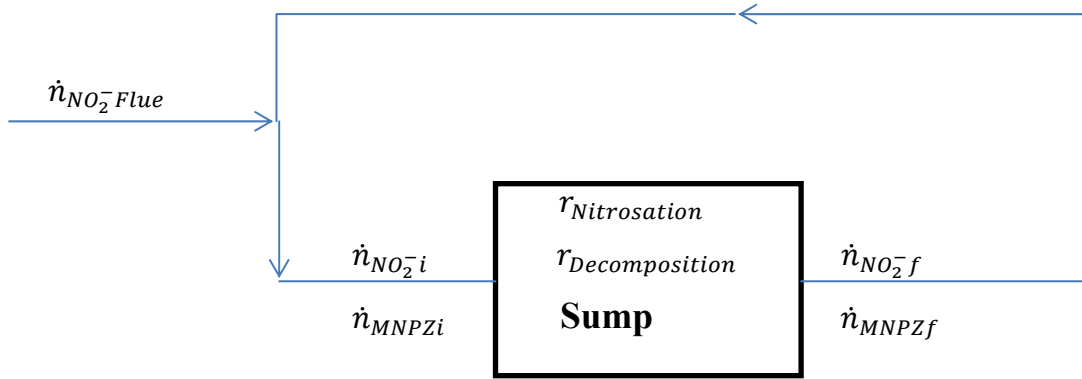 ṅ_{NO₂⁻Flue}
r_{Nitrosation}
ṅ_{NO₂⁻i}
r_{Decomposition}
ṅ_{NO₂⁻f}
ṅ_{MNPZi}
Sump
ṅ_{MNPZf}